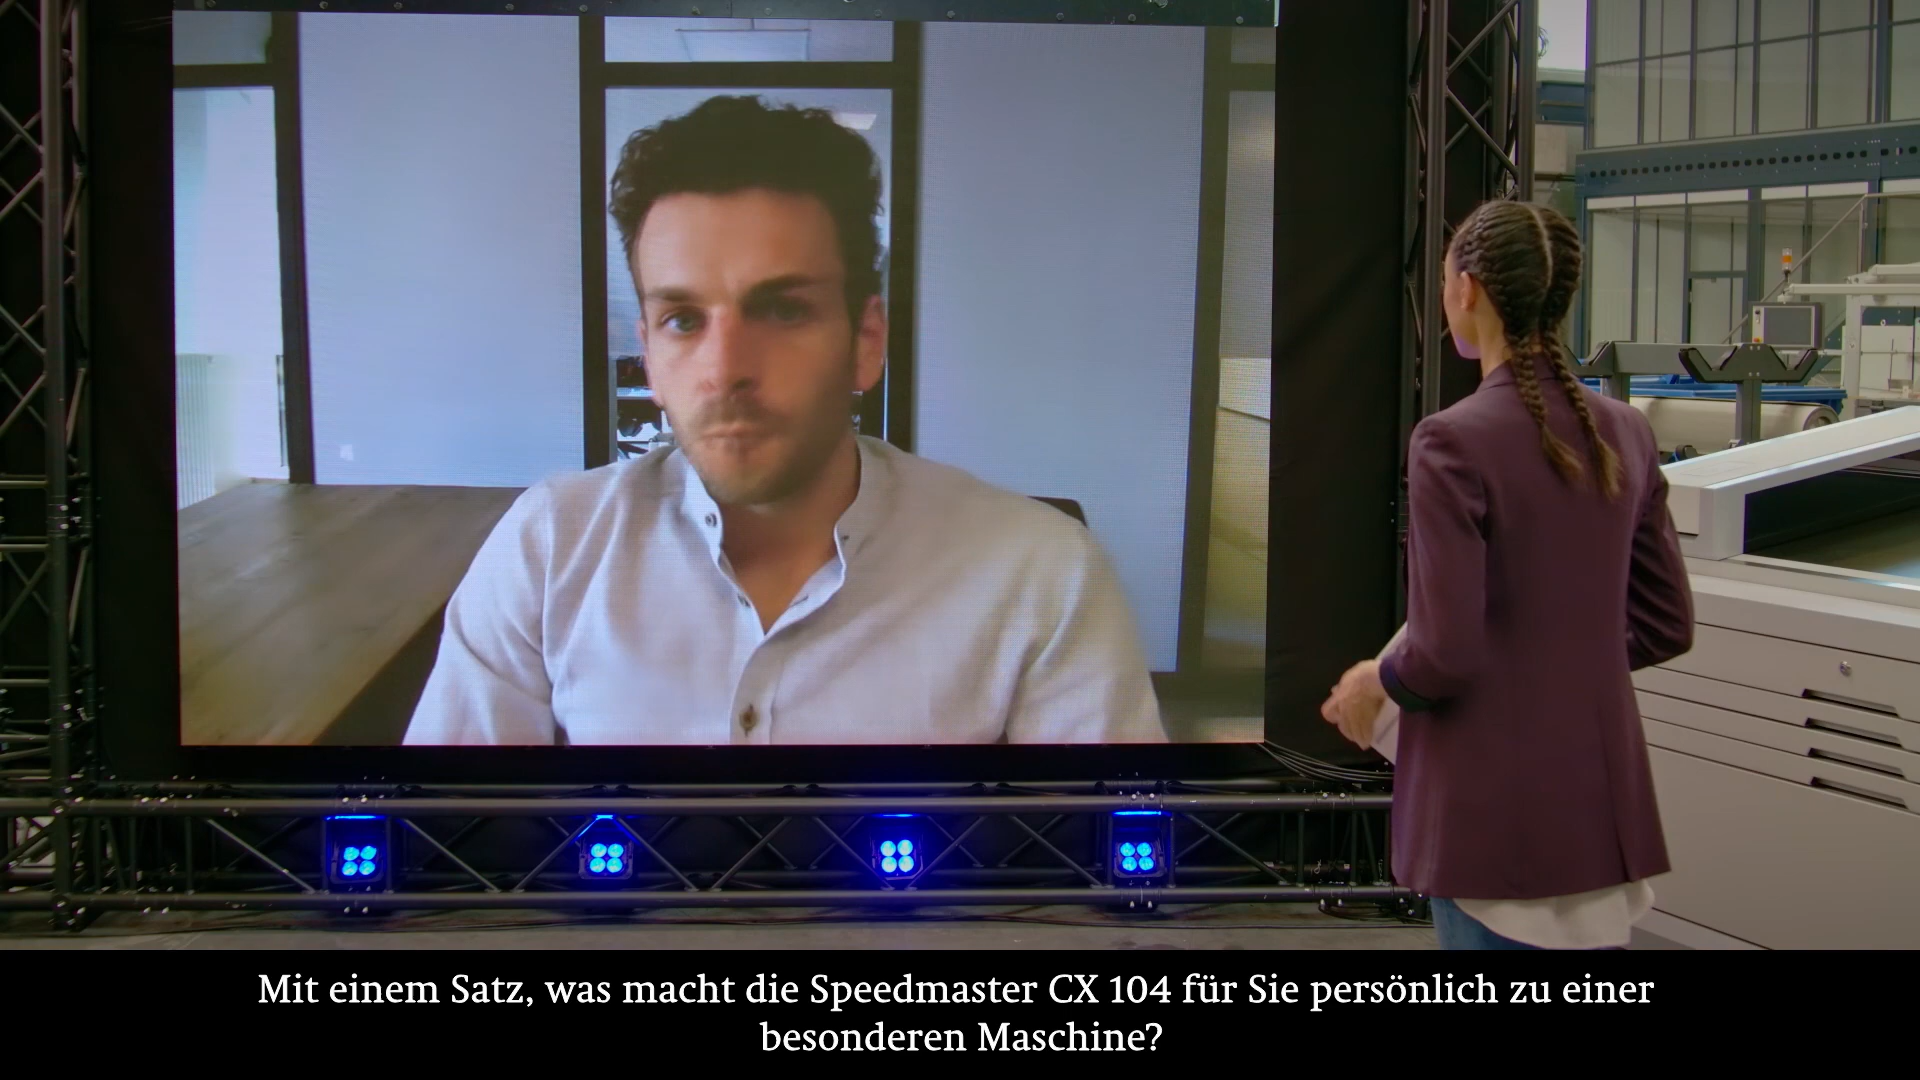 Mit einem Satz, was macht die Speedmaster CX 104 für Sie persönlich zu einer
besonderen Maschine?